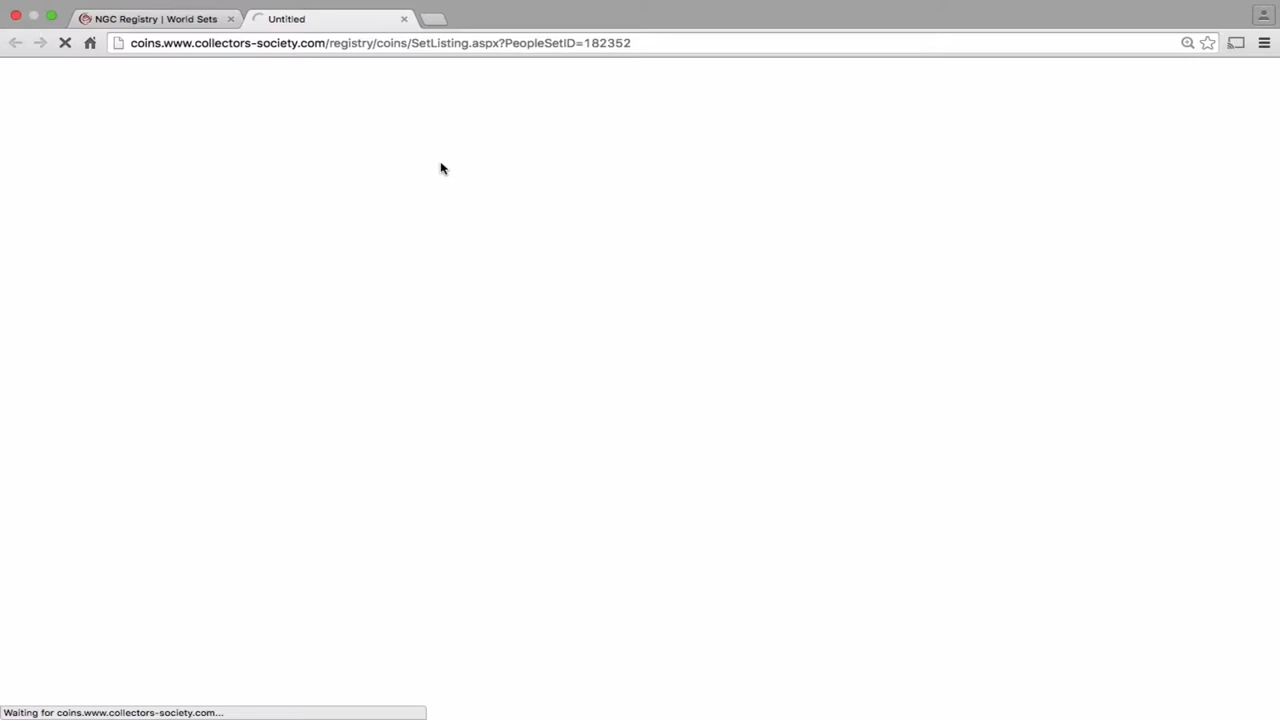 NGC Registry | World Sets
Untitled
coins.www.collectors-society.com/registry/coins/SetListing.aspx?PeopleSetID=182352
Waiting for coins.www.collectors-society.com...